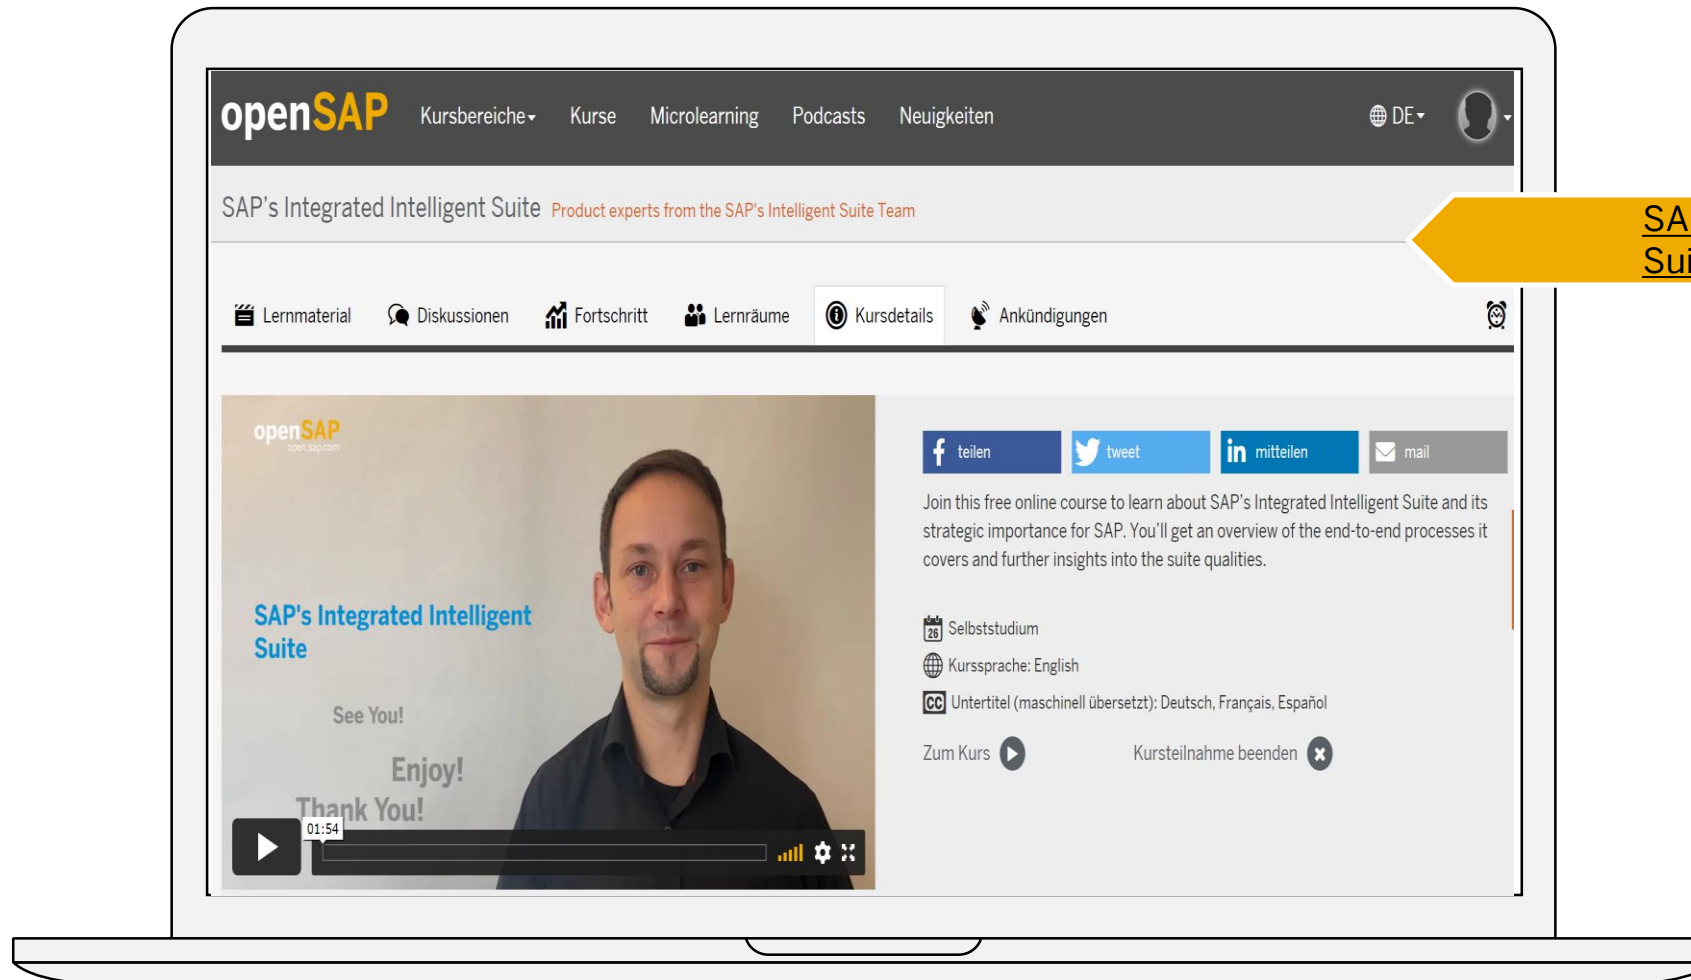 openSAP Kursbereiche Kurse Microlearning Podcasts Neuigkeiten DE
SAP's Integrated Intelligent Suite Product experts from the SAP's Intelligent Suite Team
Lernmaterial Diskussionen Fortschritt Lernräume Kursdetails Ankündigungen
openSAP
open.sap.com
SAP's Integrated Intelligent
Suite
See You!
Enjoy!
Thank You!
01:54
teilen tweet mitteilen mail
Join this free online course to learn about SAP's Integrated Intelligent Suite and its
strategic importance for SAP. You'll get an overview of the end-to-end processes it
covers and further insights into the suite qualities.
26 Selbststudium
Kurssprache: English
CC Untertitel (maschinell übersetzt): Deutsch, Français, Español
Zum Kurs Kursteilnahme beenden